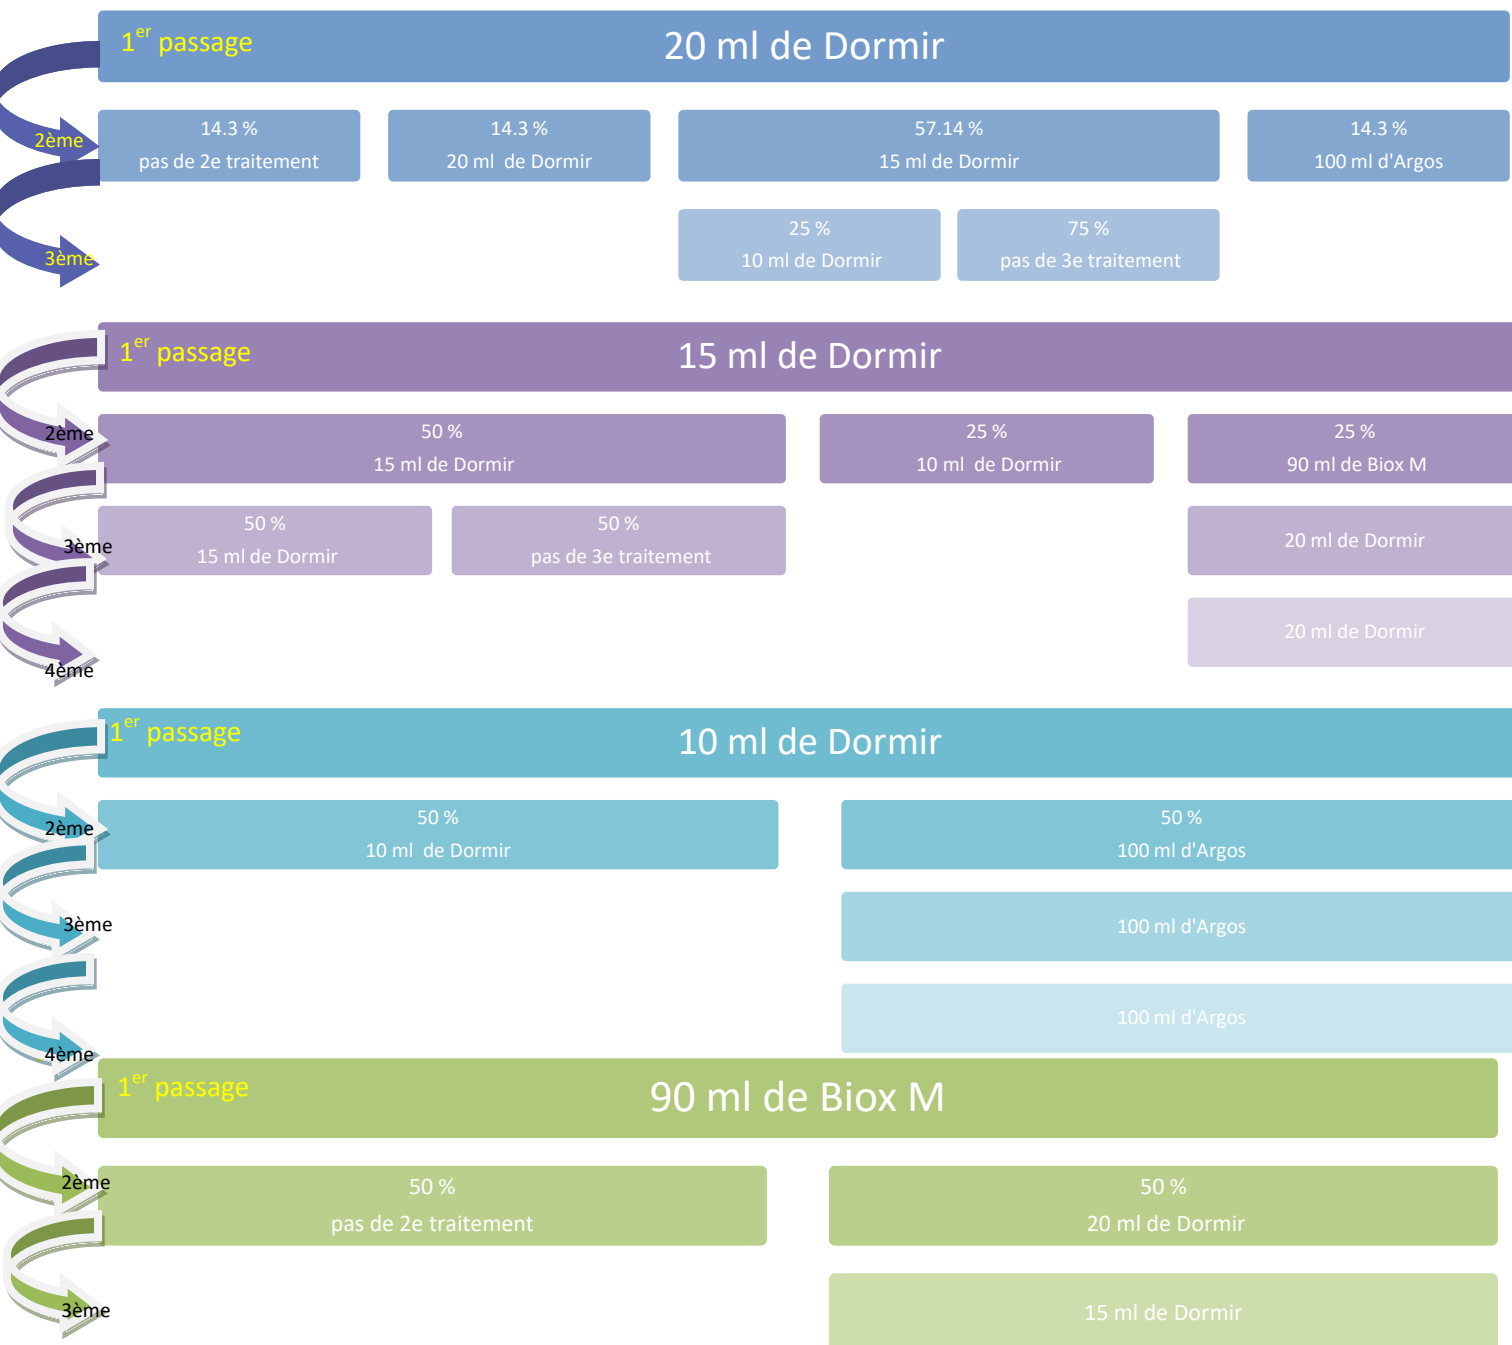 1er passage
20 ml de Dormir
2ème
14.3 %
pas de 2e traitement
14.3 %
20 ml  de Dormir
57.14 %
15 ml de Dormir
14.3 %
100 ml d'Argos
3ème
25 %
10 ml de Dormir
75 %
pas de 3e traitement
1er passage
15 ml de Dormir
2ème
50 %
15 ml de Dormir
25 %
10 ml  de Dormir
25 %
90 ml de Biox M
3ème
50 %
15 ml de Dormir
50 %
pas de 3e traitement
20 ml de Dormir
4ème
20 ml de Dormir
1er passage
10 ml de Dormir
2ème
50 %
10 ml  de Dormir
50 %
100 ml d'Argos
3ème
100 ml d'Argos
4ème
100 ml d'Argos
1er passage
90 ml de Biox M
2ème
50 %
pas de 2e traitement
50 %
20 ml de Dormir
3ème
15 ml de Dormir